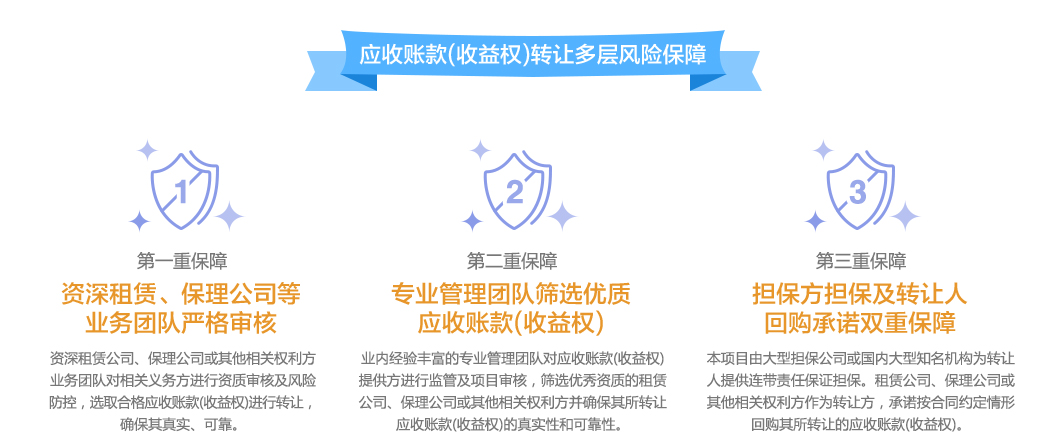 应收账款(收益权)转让多层风险保障
1
第一重保障
资深租赁、保理公司等
业务团队严格审核
资深租赁公司、保理公司或其他相关权利方
业务团队对相关义务方进行资质审核及风险
防控，选取合格应收账款(收益权)进行转让，
确保其真实、可靠。
2
第二重保障
专业管理团队筛选优质
应收账款(收益权)
业内经验丰富的专业管理团队对应收账款(收益权)
提供方进行监管及项目审核，筛选优秀资质的租赁
公司、保理公司或其他相关权利方并确保其所转让
应收账款(收益权)的真实性和可靠性。
3
第三重保障
担保方担保及转让人
回购承诺双重保障
本项目由大型担保公司或国内大型知名机构为转让
人提供连带责任保证担保。租赁公司、保理公司或
其他相关权利方作为转让方，承诺按合同约定情形
回购其所转让的应收账款(收益权)。